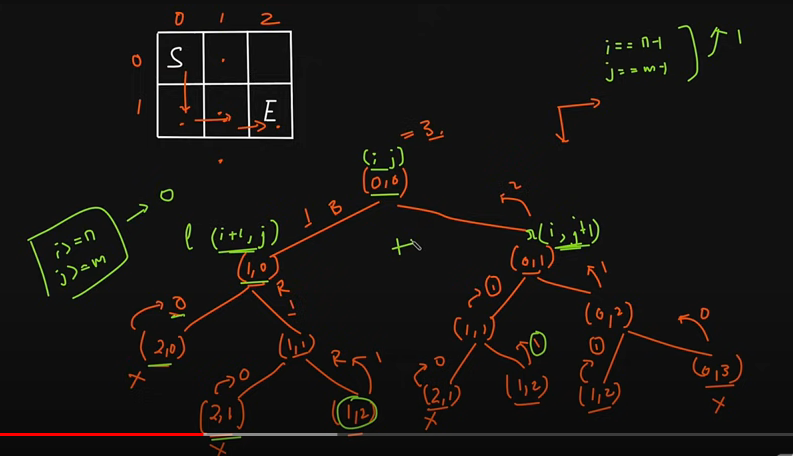 0 1 2
0 S
1 E
i == n-1
j == m-1
1
= 3.
(i, j)
(0,0)
i >= n
j >= m
0
l (i+1, j)
1 B
2
r (i, j+1)
(1,0)
+
(0,1)
0
R
1
1
1
(2,0)
(1,1)
(1,1)
(0,2)
X
0
R 1
0
1
1
0
(2,1)
(1,2)
(2,1)
(1,2)
(1,2)
(0,3)
X
X
X